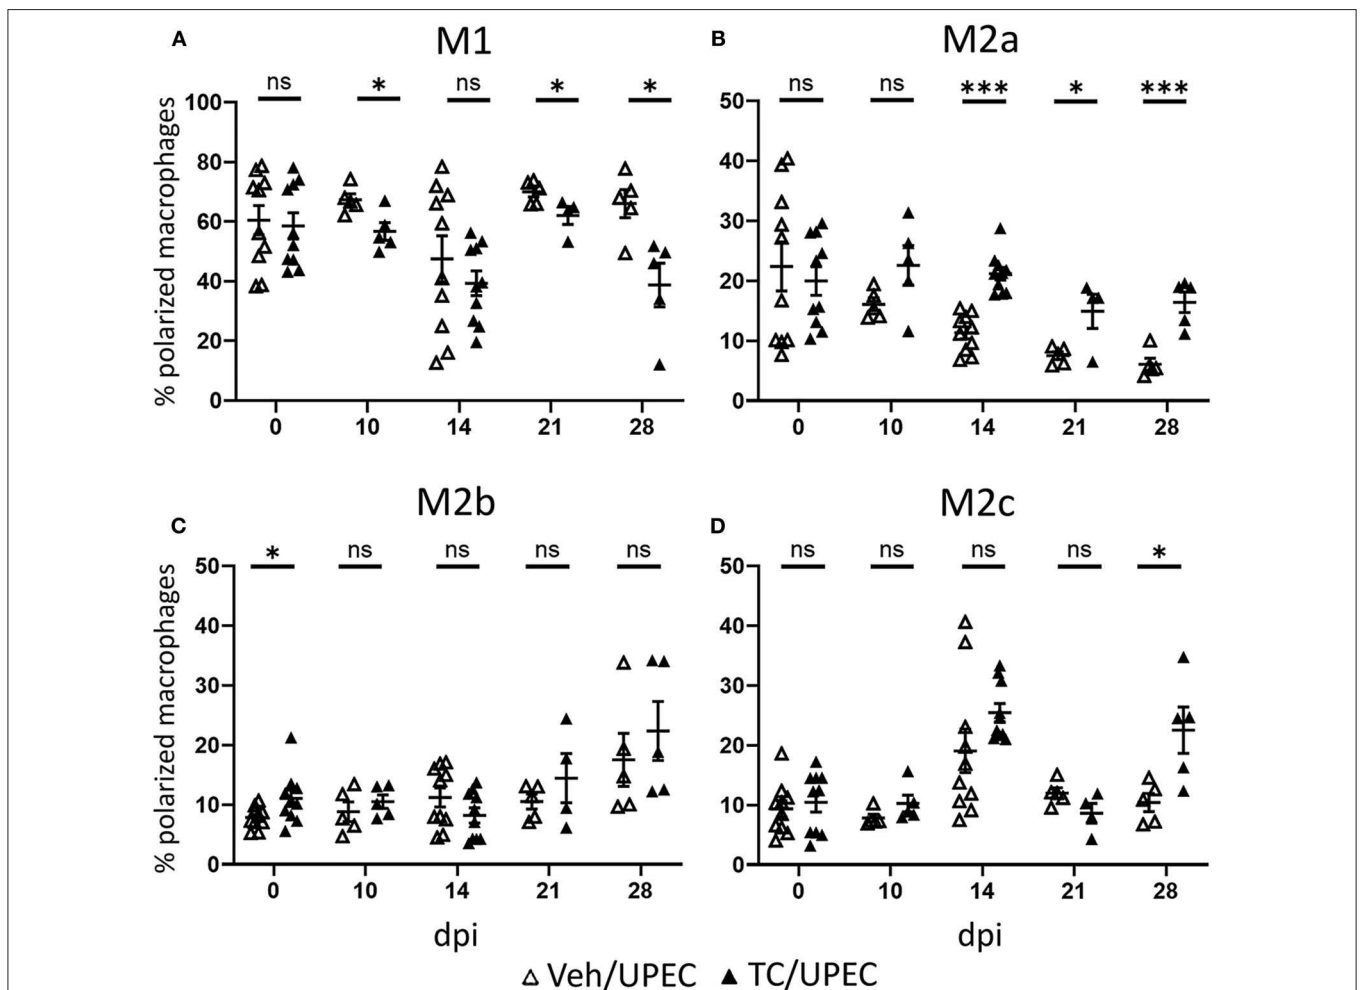 A M1
B M2a
ns * ns * *
ns ns *** * ***
% polarized macrophages
100
80
60
40
20
0
0 10 14 21 28
50
40
30
20
10
0
0 10 14 21 28
C M2b
D M2c
* ns ns ns ns
ns ns ns ns *
% polarized macrophages
50
40
30
20
10
0
0 10 14 21 28
dpi
50
40
30
20
10
0
0 10 14 21 28
dpi
△ Veh/UPEC ▲ TC/UPEC